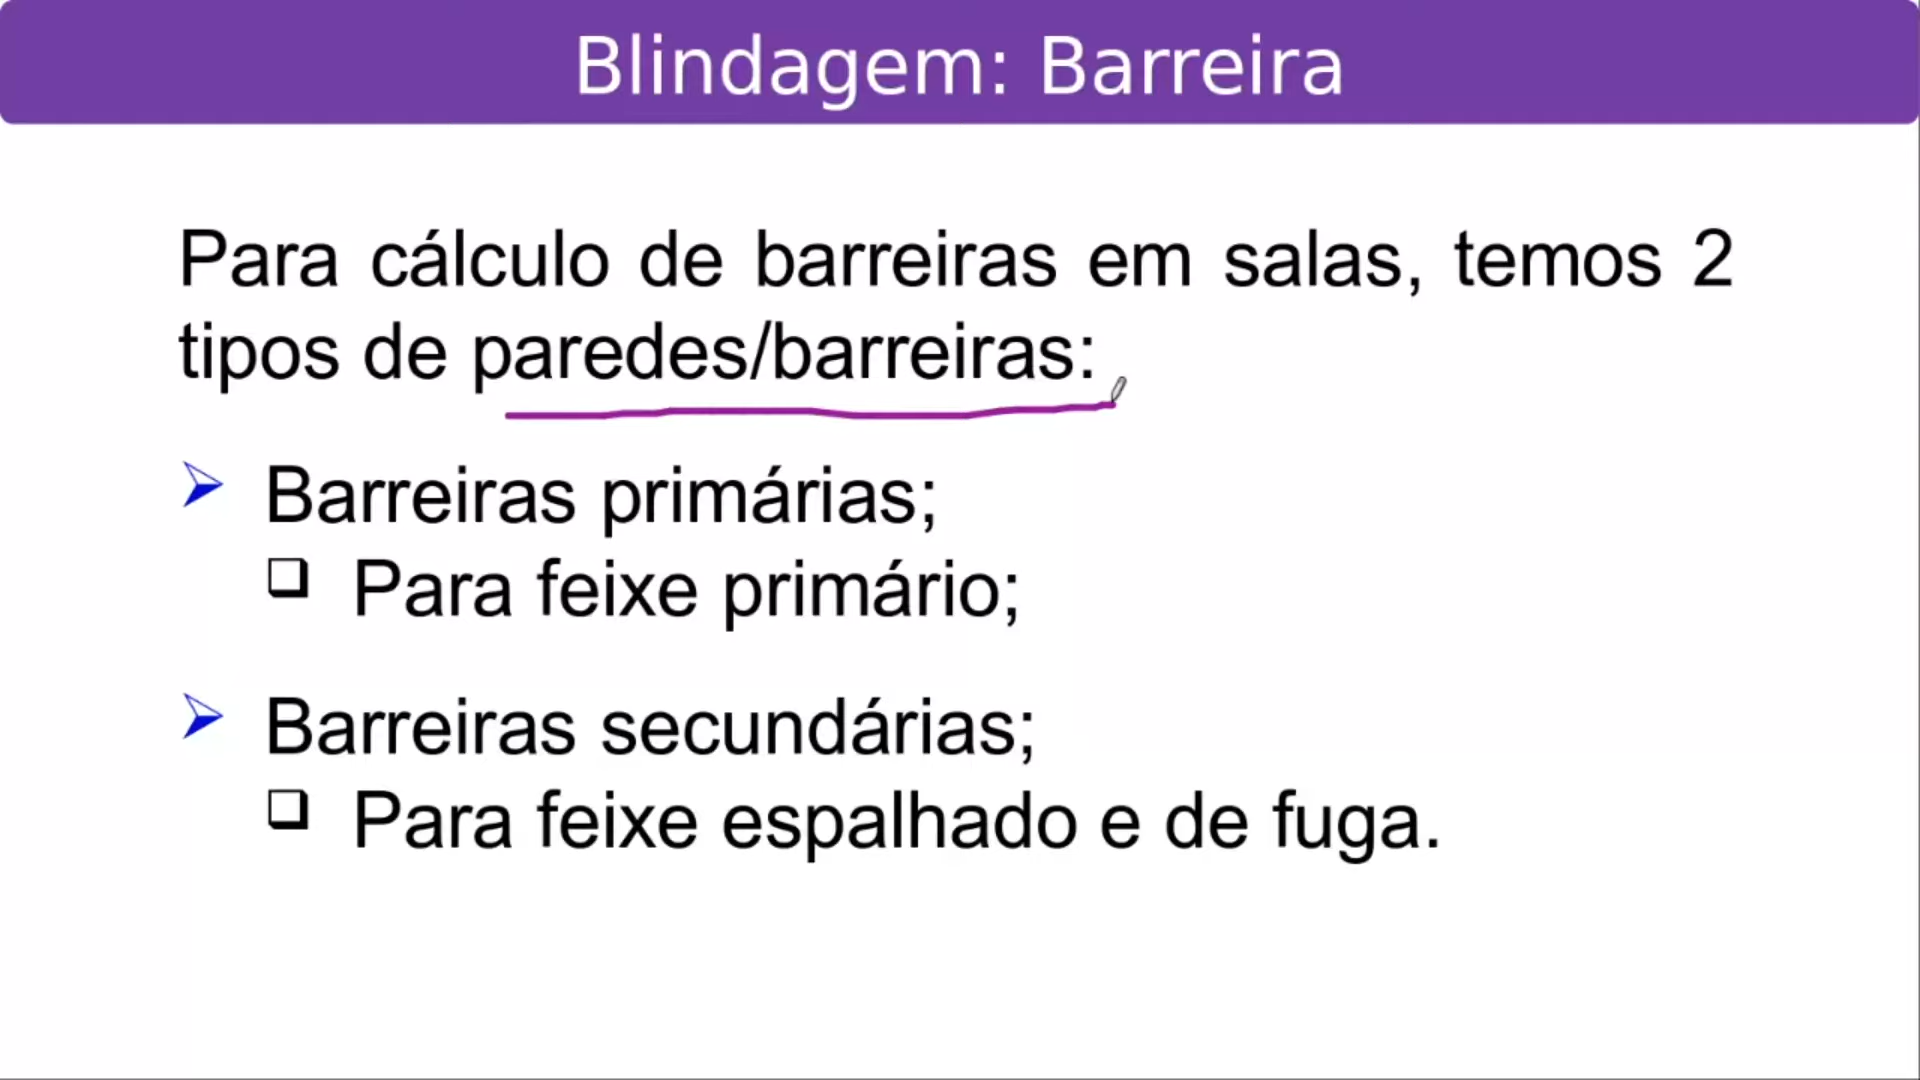 Blindagem: Barreira
Para cálculo de barreiras em salas, temos 2
tipos de paredes/barreiras:
Barreiras primárias;
Para feixe primário;
Barreiras secundárias;
Para feixe espalhado e de fuga.